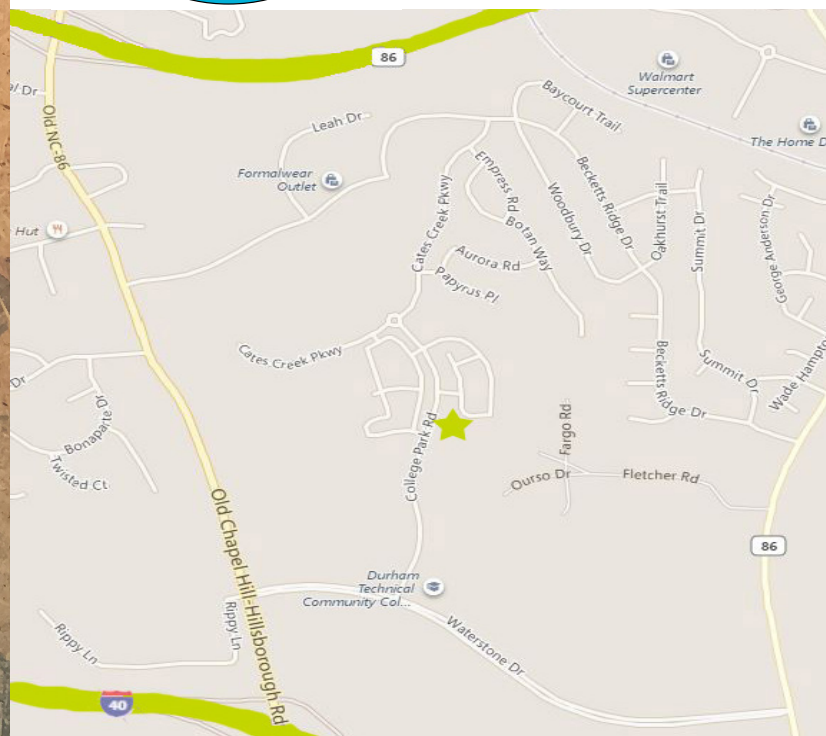 86
Walmart
Supercenter
Old NC-86
Leah Dr
Baycourt Trail
The Home D
Formalwear
Outlet
Empress Rd
Becketts Ridge Dr
Woodbury Dr
Oakhurst Trail
Summit Dr
George Anderson Dr
Hut
Cates Creek Pkwy
Botan Way
Aurora Rd
Papyrus Pl
Cates Creek Pkwy
Dr
Becketts Ridge Dr
Summit Dr
Wade Hampto
Bonaparte Dr
Twisted Ct
College Park Rd
Fargo Rd
Ourso Dr
Fletcher Rd
Old Chapel Hill-Hillsborough Rd
86
Durham
Technical
Community Col...
Rippy Ln
Rippy Ln
Waterstone Dr
40